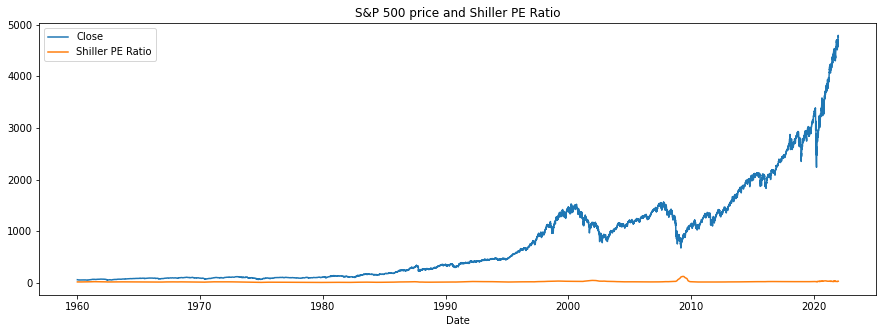 S&P 500 price and Shiller PE Ratio
Close
Shiller PE Ratio
5000
4000
3000
2000
1000
0
1960 1970 1980 1990 2000 2010 2020
Date